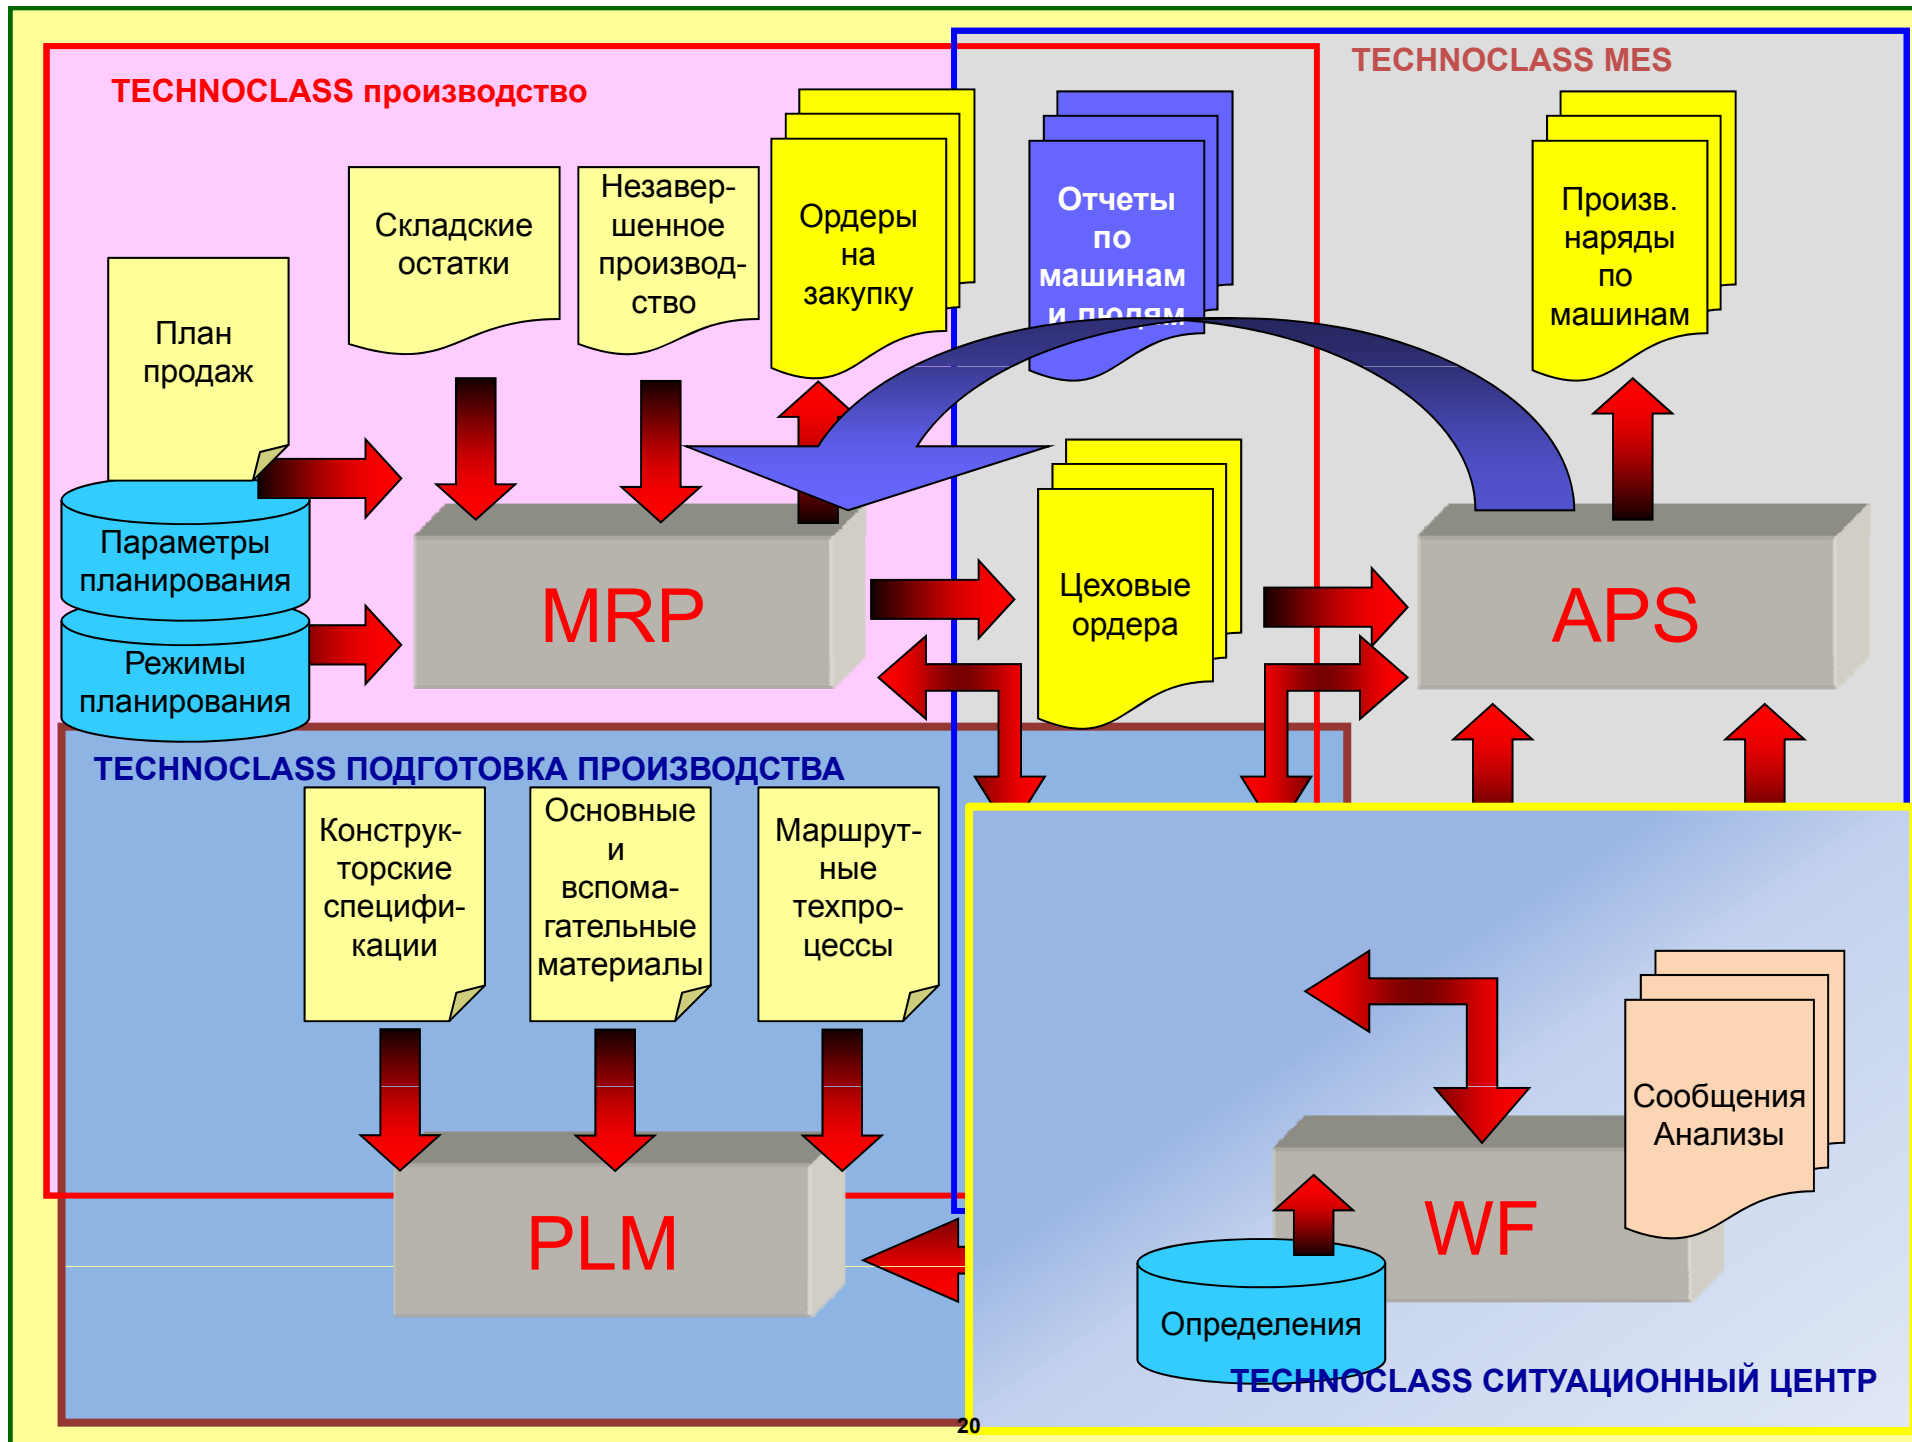 TECHNOCLASS производство
TECHNOCLASS MES
План
продаж
Складские
остатки
Незавер-
шенное
производ-
ство
Ордеры
на
закупку
Отчеты
по
машинам
и людям
Произв.
наряды
по
машинам
Параметры
планирования
Режимы
планирования
MRP
Цеховые
ордера
APS
TECHNOCLASS ПОДГОТОВКА ПРОИЗВОДСТВА
Конструк-
торские
специфи-
кации
Основные
и
вспома-
гательные
материалы
Маршрут-
ные
техпро-
цессы
PLM
Сообщения
Анализы
WF
Определения
TECHNOCLASS СИТУАЦИОННЫЙ ЦЕНТР
20